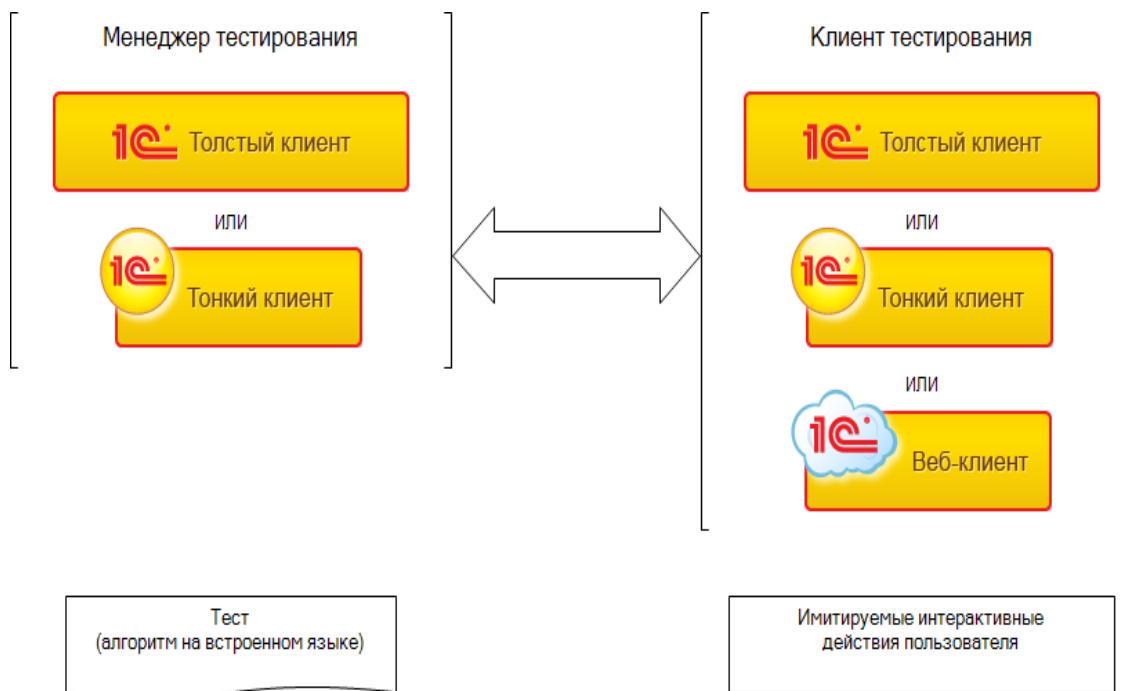 Менеджер тестирования
1С Толстый клиент
или
1С Тонкий клиент
Клиент тестирования
1С Толстый клиент
или
1С Тонкий клиент
или
1С Веб-клиент
Тест
(алгоритм на встроенном языке)
Имитируемые интерактивные
действия пользователя